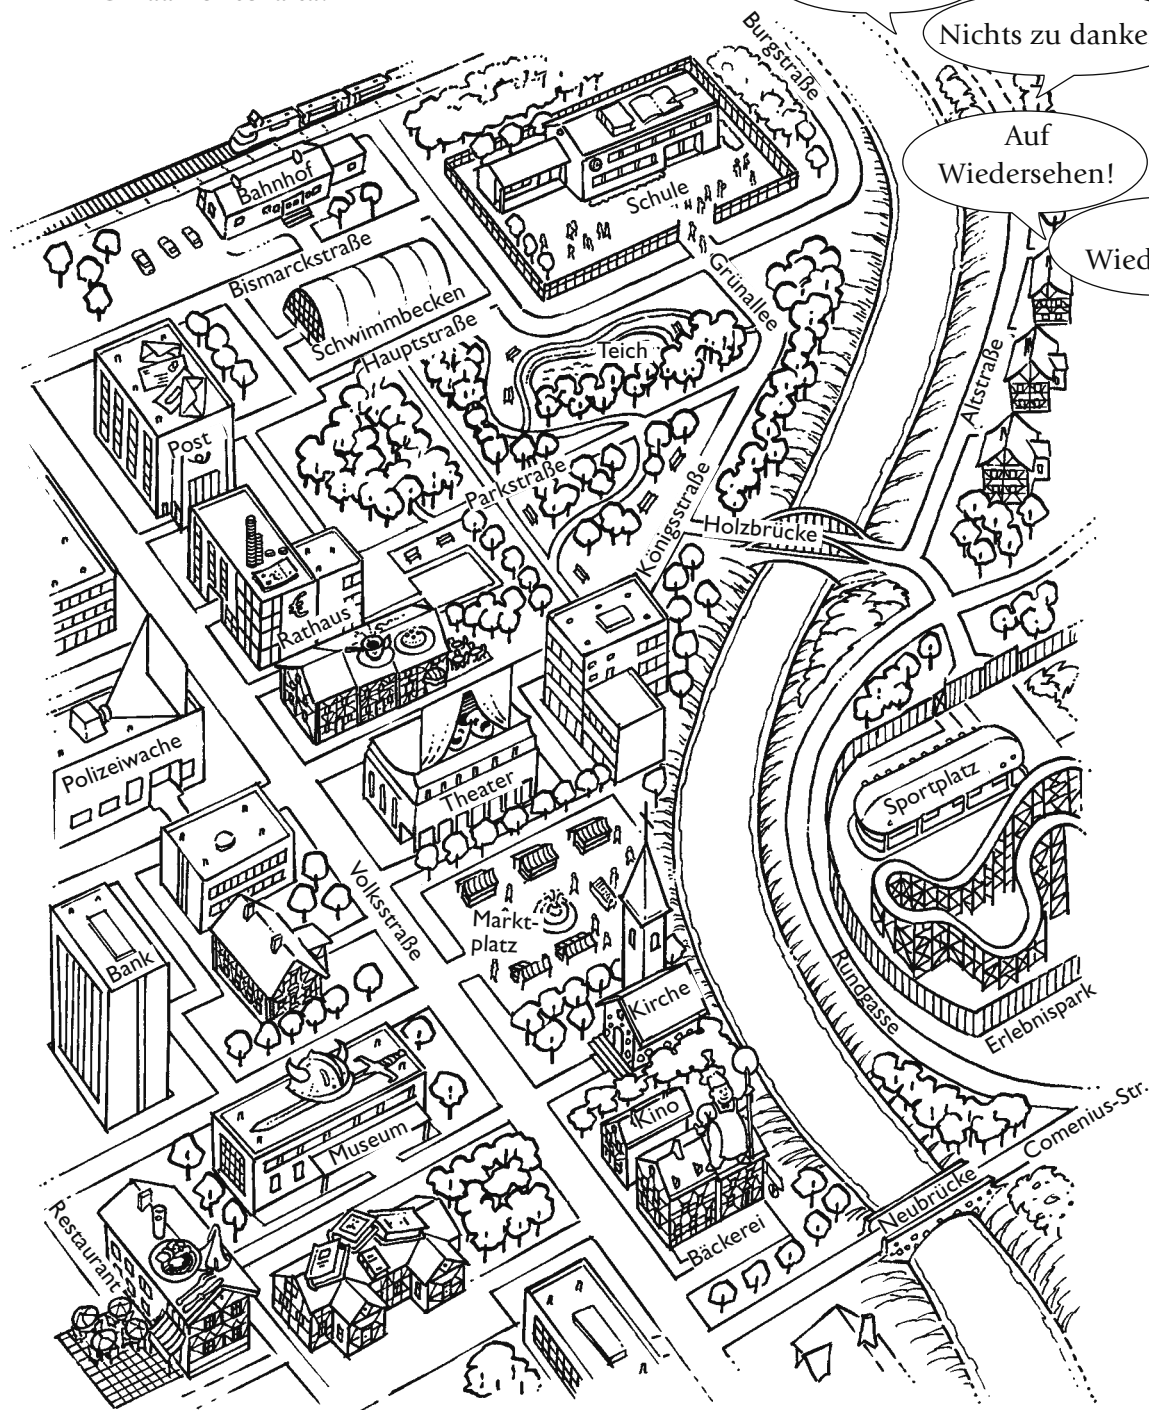 Nichts zu danke
Auf
Wiedersehen!
Wied
Burgstraße
Bahnhof
Schule
Bismarckstraße
Grünallee
Schwimmbecken
Hauptstraße
Teich
Altstraße
Post
Parkstraße
Königsstraße
Holzbrücke
Rathaus
Polizeiwache
Theater
Sportplatz
Volksstraße
Markt-
platz
Bank
Kirche
Rundgasse
Erlebnispark
Kino
Museum
Comenius-Str.
Restaurant
Neubrücke
Bäckerei